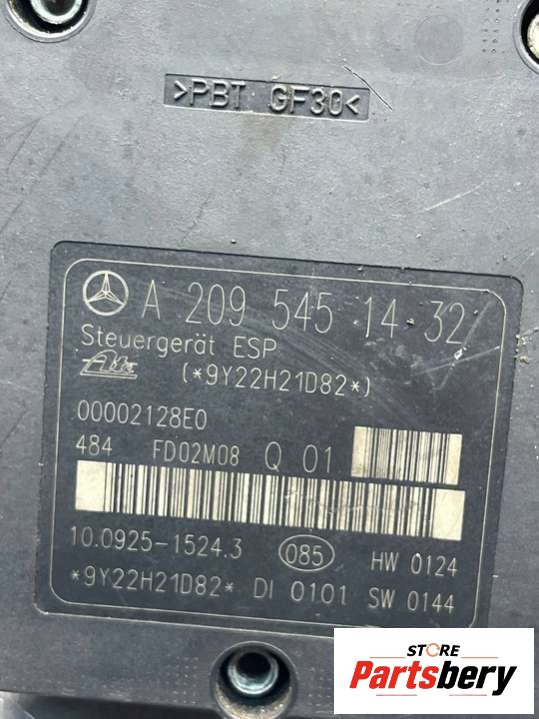 >PBT GF30<
A 209 545 14 32
Steuergerät ESP
Ate (*9Y22H21D82*)
00002128E0
484 FD02M08 Q 01
10.0925-1524.3 085 HW 0124
*9Y22H21D82* DI 0101 SW 0144
STORE
Partsbery